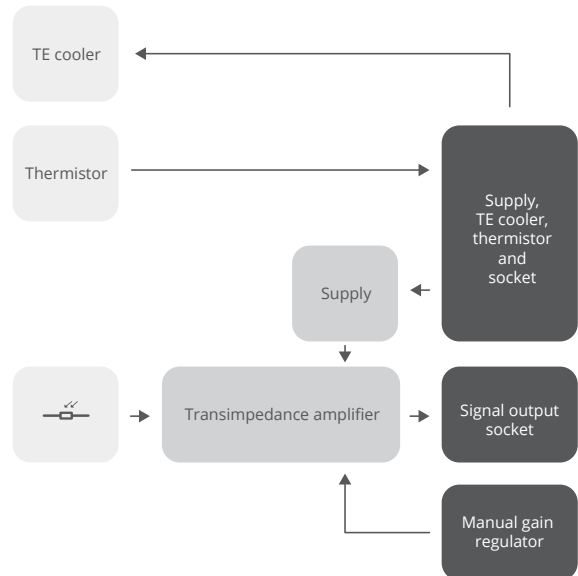 TE cooler
Thermistor
Supply,
TE cooler,
thermistor
and
socket
Supply
Transimpedance amplifier
Signal output
socket
Manual gain
regulator